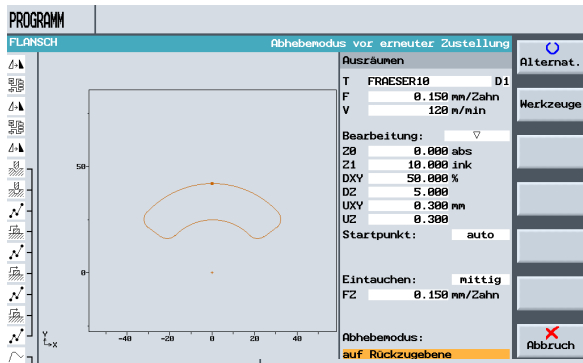 PROGRAMM
FLANSCH Abhebemodus vor erneuter Zustellung
Alternat.
Ausräumen
T FRAESER10 D1
F 0.150 mm/Zahn
Werkzeuge
V 120 m/min
Bearbeitung: ▽
Z0 0.000 abs
Z1 10.000 ink
DXY 50.000 %
DZ 5.000
UXY 0.300 mm
UZ 0.300
Startpunkt: auto
Eintauchen: mittig
FZ 0.150 mm/Zahn
Abhebemodus:
auf Rückzugebene
Abbruch
50
0
Y
X
-40 -20 0 20 40